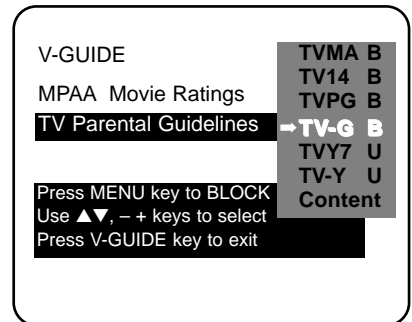 V-GUIDE
MPAA Movie Ratings
TV Parental Guidelines
TVMA B
TV14 B
TVPG B
➡TV-G B
TVY7 U
TV-Y U
Content
Press MENU key to BLOCK
Use ▲▼, – + keys to select
Press V-GUIDE key to exit